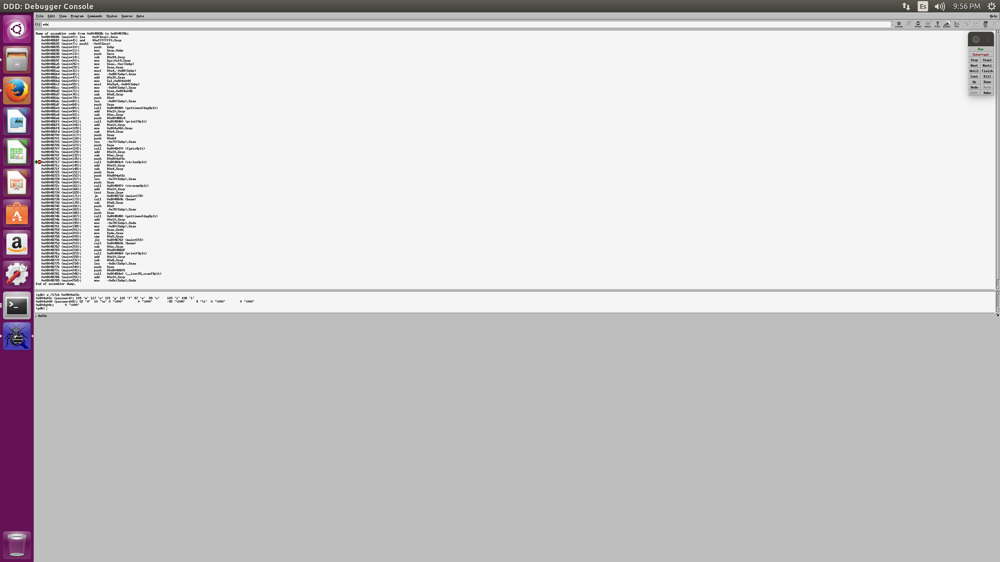 DDD: Debugger Console
Es
9:56 PM
File Edit View Program Commands Status Source Data Help
(): edx
Lookup Break Watch Print Display Plot Set
Dump of assembler code from 0x804868b to 0x804878b:
0x0804868b <main+0>: lea 0x4(%esp),%ecx
0x0804868f <main+4>: and $0xfffffff0,%esp
0x08048692 <main+7>: pushl -0x4(%ecx)
0x08048695 <main+10>: push %ebp
0x08048696 <main+11>: mov %esp,%ebp
0x08048698 <main+13>: push %ecx
0x08048699 <main+14>: sub $0x94,%esp
0x0804869f <main+20>: mov %gs:0x14,%eax
0x080486a5 <main+26>: mov %eax,-0xc(%ebp)
0x080486a8 <main+29>: xor %eax,%eax
0x080486aa <main+31>: movl $0x4,-0x88(%ebp)
0x080486b4 <main+41>: mov -0x88(%ebp),%eax
0x080486ba <main+47>: add $0x30,%eax
0x080486bd <main+50>: mov %al,0x804a044
0x080486c2 <main+55>: movl $0x9a4,-0x84(%ebp)
0x080486cc <main+65>: mov -0x84(%ebp),%eax
0x080486d2 <main+71>: mov %eax,0x804a048
0x080486d7 <main+76>: sub $0x8,%esp
0x080486da <main+79>: push $0x0
0x080486dc <main+81>: lea -0x80(%ebp),%eax
0x080486df <main+84>: push %eax
0x080486e0 <main+85>: call 0x8048480 <gettimeofday@plt>
0x080486e5 <main+90>: add $0x10,%esp
0x080486e8 <main+93>: sub $0xc,%esp
0x080486eb <main+96>: push $0x80488c4
0x080486f0 <main+101>: call 0x8048460 <printf@plt>
0x080486f5 <main+106>: add $0x10,%esp
0x080486f8 <main+109>: mov 0x804a060,%eax
0x080486fd <main+114>: sub $0x4,%esp
0x08048700 <main+117>: push %eax
0x08048701 <main+118>: push $0x64
0x08048703 <main+120>: lea -0x70(%ebp),%eax
0x08048706 <main+123>: push %eax
0x08048707 <main+124>: call 0x8048470 <fgets@plt>
0x0804870c <main+129>: add $0x10,%esp
0x0804870f <main+132>: sub $0xc,%esp
0x08048712 <main+135>: push $0x804a03c
0x08048717 <main+140>: call 0x80484c0 <strlen@plt>
0x0804871c <main+145>: add $0x10,%esp
0x0804871f <main+148>: sub $0x4,%esp
0x08048722 <main+151>: push %eax
0x08048723 <main+152>: push $0x804a03c
0x08048728 <main+157>: lea -0x70(%ebp),%eax
0x0804872b <main+160>: push %eax
0x0804872c <main+161>: call 0x80484f0 <strncmp@plt>
0x08048731 <main+166>: add $0x10,%esp
0x08048734 <main+169>: test %eax,%eax
0x08048736 <main+171>: je 0x804873d <main+178>
0x08048738 <main+173>: call 0x804860b <boom>
0x0804873d <main+178>: sub $0x8,%esp
0x08048740 <main+181>: push $0x0
0x08048742 <main+183>: lea -0x78(%ebp),%eax
0x08048745 <main+186>: push %eax
0x08048746 <main+187>: call 0x8048480 <gettimeofday@plt>
0x0804874b <main+192>: add $0x10,%esp
0x0804874e <main+195>: mov -0x78(%ebp),%edx
0x08048751 <main+198>: mov -0x80(%ebp),%eax
0x08048754 <main+201>: sub %eax,%edx
0x08048756 <main+203>: mov %edx,%eax
0x08048758 <main+205>: cmp $0x5,%eax
0x0804875b <main+208>: jle 0x8048762 <main+215>
0x0804875d <main+210>: call 0x804860b <boom>
0x08048762 <main+215>: sub $0xc,%esp
0x08048765 <main+218>: push $0x80488df
0x0804876a <main+223>: call 0x8048460 <printf@plt>
0x0804876f <main+228>: add $0x10,%esp
0x08048772 <main+231>: sub $0x8,%esp
0x08048775 <main+234>: lea -0x8c(%ebp),%eax
0x0804877b <main+240>: push %eax
0x0804877c <main+241>: push $0x80488f6
0x08048781 <main+246>: call 0x80484e0 <__isoc99_scanf@plt>
0x08048786 <main+251>: add $0x10,%esp
0x08048789 <main+254>: mov -0x8c(%ebp),%edx
End of assembler dump.
Run
Interrupt
Step Stepi
Next Nexti
Until Finish
Cont Kill
Up Down
Undo Redo
Edit Make
(gdb) x /17cb 0x0804a03c
0x804a03c <password>: 109 'm' 117 'u' 121 'y' 102 'f' 97 'a' 99 'c' 105 'i' 108 'l'
0x804a044 <password+8>: 52 '4' 10 '\n' 0 '\000' 0 '\000' -92 '\244' 9 '\t' 0 '\000' 0 '\000'
0x804a04c: 0 '\000'
(gdb)
4a03c